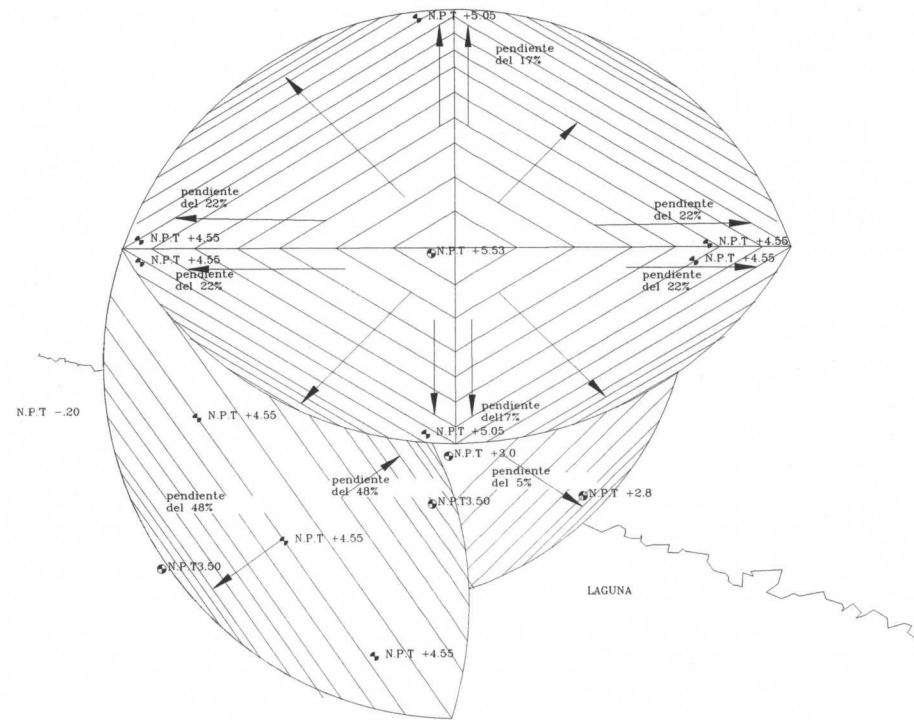 N.P.T +5.05
pendiente
del 17%
pendiente
del 22%
pendiente
del 22%
N.P.T +4.55
N.P.T +4.55
N.P.T +5.53
N.P.T +4.55
N.P.T +4.55
pendiente
del 22%
pendiente
del 22%
N.P.T -.20
N.P.T +4.55
pendiente
del17%
N.P.T +5.05
N.P.T +3.0
pendiente
del 48%
pendiente
del 5%
pendiente
del 48%
N.P.T3.50
N.P.T +2.8
N.P.T +4.55
N.P.T3.50
LAGUNA
N.P.T +4.55